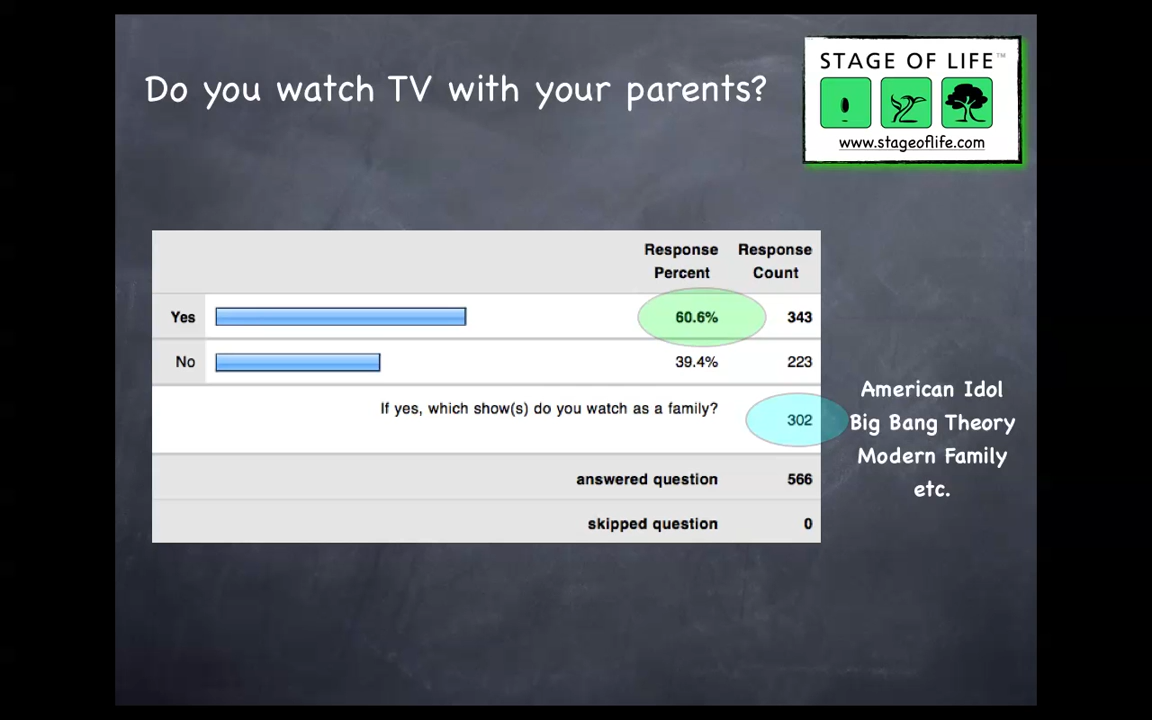 Do you watch TV with your parents?
STAGE OF LIFE™
www.stageoflife.com
Response Percent
Response Count
Yes 60.6% 343
No 39.4% 223
If yes, which show(s) do you watch as a family? 302
answered question 566
skipped question 0
American Idol
Big Bang Theory
Modern Family
etc.